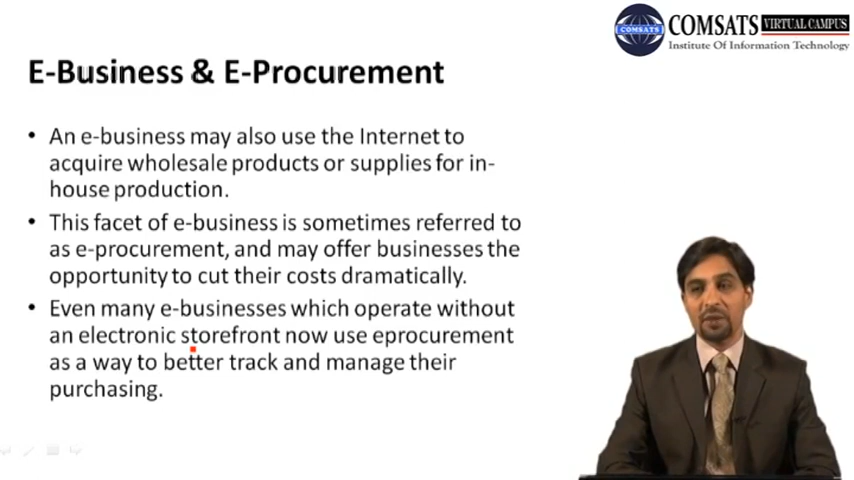 COMSATS VIRTUAL CAMPUS
COMSATS
Institute Of Information Technology
E-Business & E-Procurement
• An e-business may also use the Internet to
acquire wholesale products or supplies for in-
house production.
• This facet of e-business is sometimes referred to
as e-procurement, and may offer businesses the
opportunity to cut their costs dramatically.
• Even many e-businesses which operate without
an electronic storefront now use eprocurement
as a way to better track and manage their
purchasing.